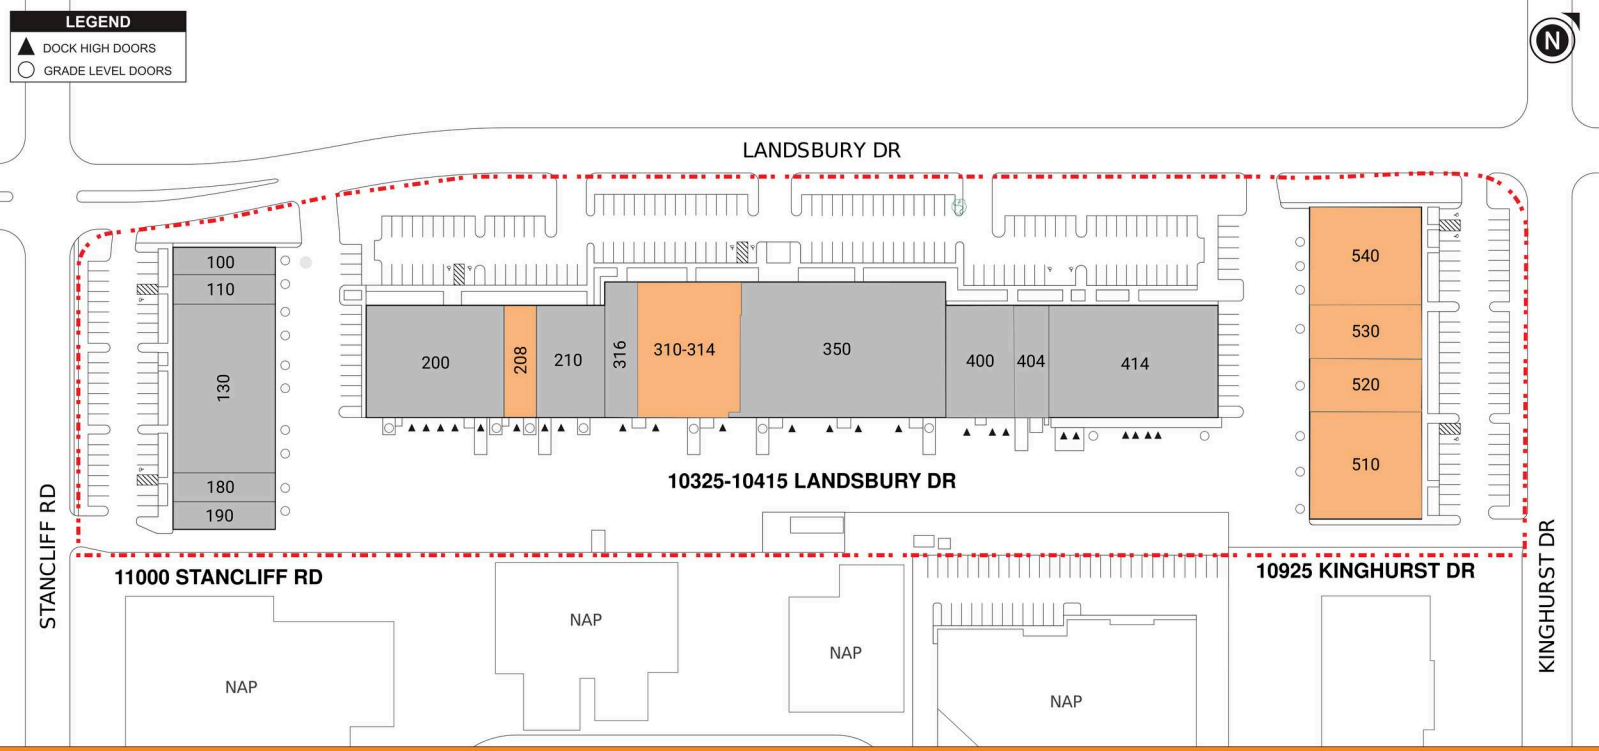 LEGEND
DOCK HIGH DOORS
GRADE LEVEL DOORS
N
LANDSBURY DR
100
110
130
180
190
200
208
210
316
310-314
350
400
404
414
540
530
520
510
10325-10415 LANDSBURY DR
STANCLIFF RD
11000 STANCLIFF RD
10925 KINGHURST DR
KINGHURST DR
NAP
NAP
NAP
NAP